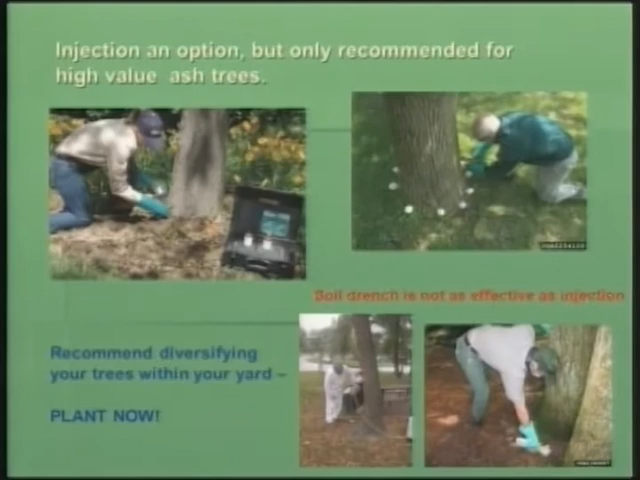 Injection an option, but only recommended for
high value ash trees.
Soil drench is not as effective as injection
Recommend diversifying
your trees within your yard –
PLANT NOW!